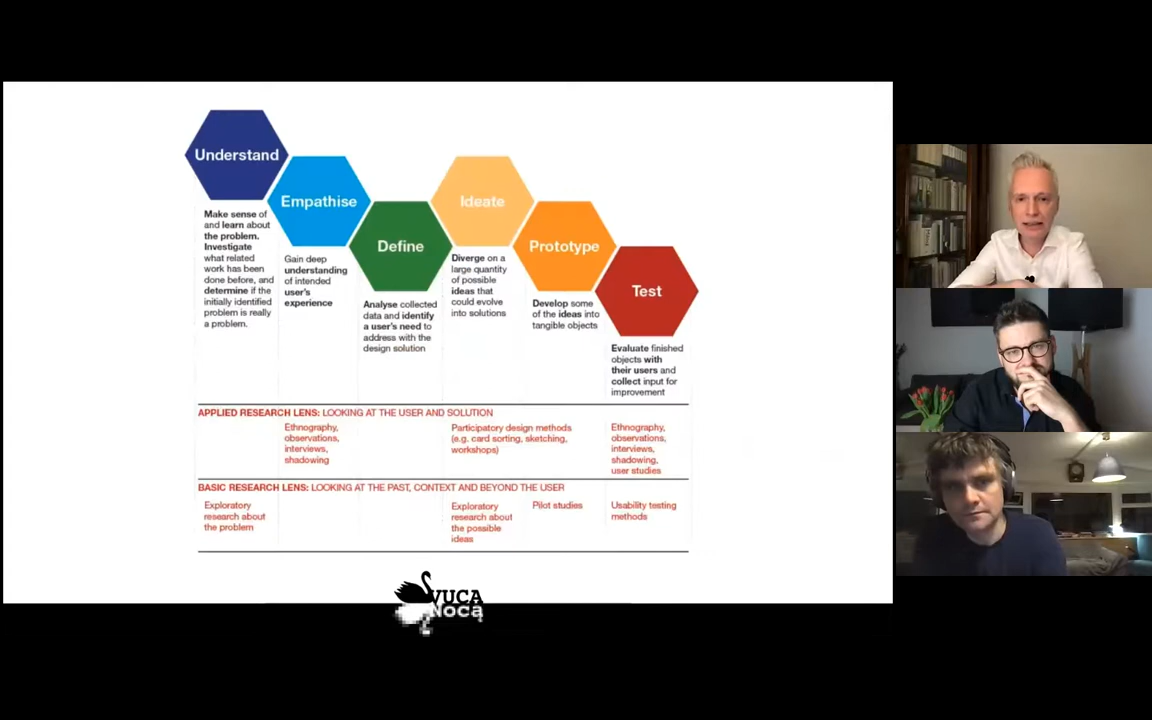 Understand
Make sense of
and learn about
the problem.
Investigate
what related
work has been
done before, and
determine if the
initially identified
problem is really
a problem.
Empathise
Gain deep
understanding
of intended
user's
experience
Define
Analyse collected
data and identify
a user's need to
address with the
design solution
Ideate
Diverge on a
large quantity
of possible
ideas that
could evolve
into solutions
Prototype
Develop some
of the ideas into
tangible objects
Test
Evaluate finished
objects with
their users and
collect input for
improvement
APPLIED RESEARCH LENS: LOOKING AT THE USER AND SOLUTION
Ethnography,
observations,
interviews,
shadowing
Participatory design methods
(e.g. card sorting, sketching,
workshops)
Ethnography,
observations,
interviews,
shadowing,
user studies
BASIC RESEARCH LENS: LOOKING AT THE PAST, CONTEXT AND BEYOND THE USER
Exploratory
research about
the problem
Exploratory
research about
the possible
ideas
Pilot studies
Usability testing
methods
VUCA
Nocą